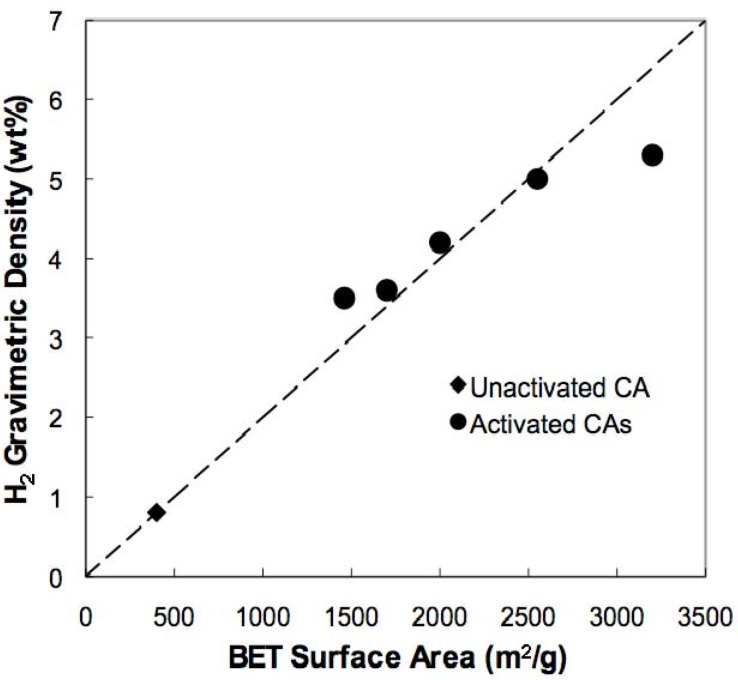 H2 Gravimetric Density (wt%)
7
6
5
4
3
2
1
0
◆ Unactivated CA
● Activated CAs
0 500 1000 1500 2000 2500 3000 3500
BET Surface Area (m²/g)